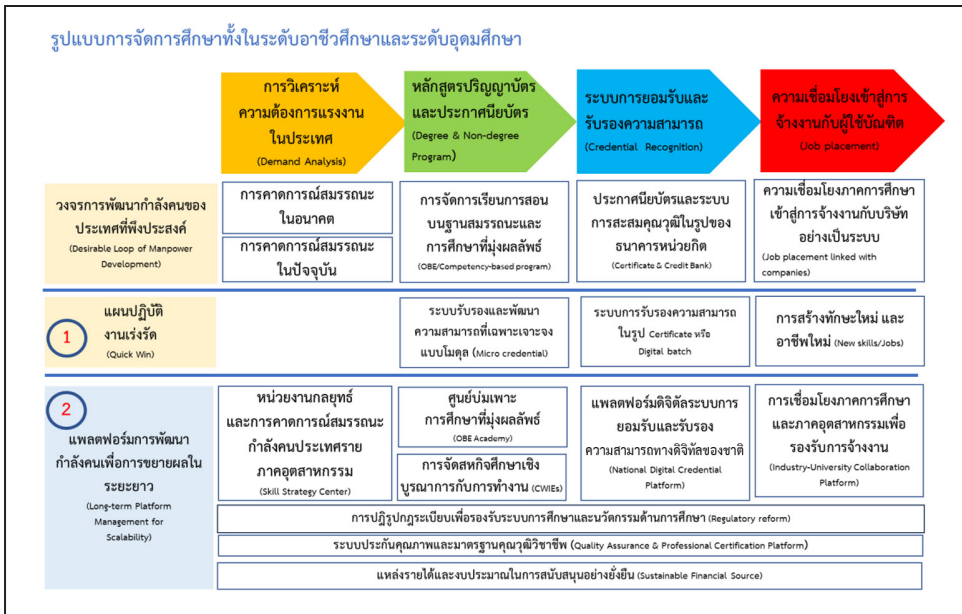 รูปแบบการจัดการศึกษาทั้งในระดับอาชีวศึกษาและระดับอุดมศึกษา
การวิเคราะห์
ความต้องการแรงงาน
ในประเทศ
(Demand Analysis)
หลักสูตรปริญญาบัตร
และประกาศนียบัตร
(Degree & Non-degree
Program)
ระบบการยอมรับและ
รับรองความสามารถ
(Credential Recognition)
ความเชื่อมโยงเข้าสู่การ
จ้างงานกับผู้ใช้บัณฑิต
(Job placement)
วงจรการพัฒนากำลังคนของ
ประเทศที่พึงประสงค์
(Desirable Loop of Manpower
Development)
การคาดการณ์สมรรถนะ
ในอนาคต
การคาดการณ์สมรรถนะ
ในปัจจุบัน
การจัดการเรียนการสอน
บนฐานสมรรถนะและ
การศึกษาที่มุ่งผลลัพธ์
(OBE/Competency-based program)
ประกาศนียบัตรและระบบ
การสะสมคุณวุฒิในรูปของ
ธนาคารหน่วยกิต
(Certificate & Credit Bank)
ความเชื่อมโยงภาคการศึกษา
เข้าสู่การจ้างงานกับบริษัท
อย่างเป็นระบบ
(Job placement linked with
companies)
1
แผนปฏิบัติ
งานเร่งรัด
(Quick Win)
ระบบรับรองและพัฒนา
ความสามารถที่เฉพาะเจาะจง
แบบโมดุล (Micro credential)
ระบบการรับรองความสามารถ
ในรูป Certificate หรือ
Digital batch
การสร้างทักษะใหม่ และ
อาชีพใหม่ (New skills/Jobs)
2
แพลตฟอร์มการพัฒนา
กำลังคนเพื่อการขยายผลใน
ระยะยาว
(Long-term Platform
Management for
Scalability)
หน่วยงานกลยุทธ์
และการคาดการณ์สมรรถนะ
กำลังคนประเทศราย
ภาคอุตสาหกรรม
(Skill Strategy Center)
ศูนย์บ่มเพาะ
การศึกษาที่มุ่งผลลัพธ์
(OBE Academy)
การจัดสหกิจศึกษาเชิง
บูรณาการกับการทำงาน (CWIEs)
แพลตฟอร์มดิจิตัลระบบการ
ยอมรับและรับรอง
ความสามารถทางดิจิทัลของชาติ
(National Digital Credential
Platform)
การเชื่อมโยงภาคการศึกษา
และภาคอุตสาหกรรมเพื่อ
รองรับการจ้างงาน
(Industry-University Collaboration
Platform)
การปฏิรูปกฎระเบียบเพื่อรองรับระบบการศึกษาและนวัตกรรมด้านการศึกษา (Regulatory reform)
ระบบประกันคุณภาพและมาตรฐานคุณวุฒิวิชาชีพ (Quality Assurance & Professional Certification Platform)
แหล่งรายได้และงบประมาณในการสนับสนุนอย่างยั่งยืน (Sustainable Financial Source)